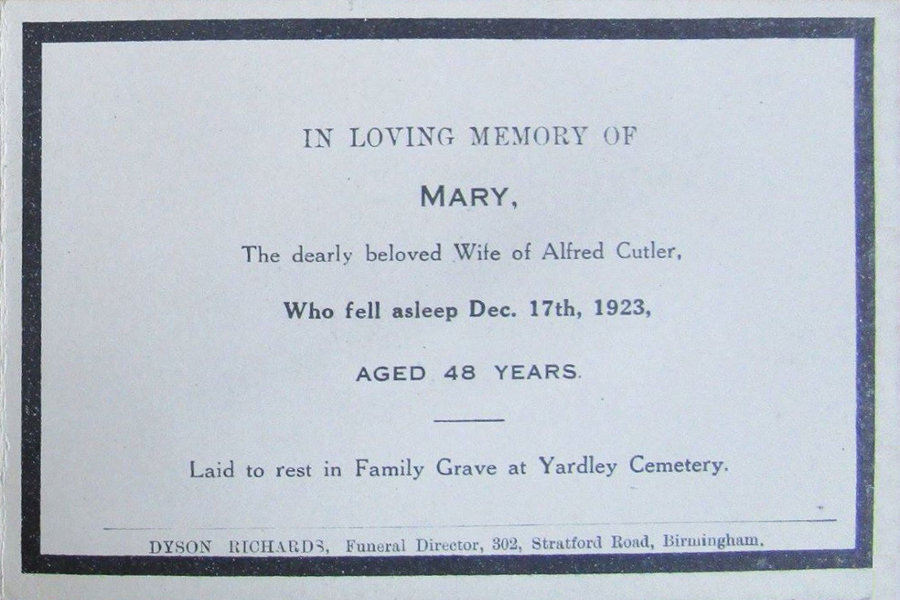 IN LOVING MEMORY OF
MARY,
The dearly beloved Wife of Alfred Cutler,
Who fell asleep Dec. 17th, 1923,
AGED 48 YEARS.
Laid to rest in Family Grave at Yardley Cemetery.
DYSON RICHARDS, Funeral Director, 302, Stratford Road, Birmingham.